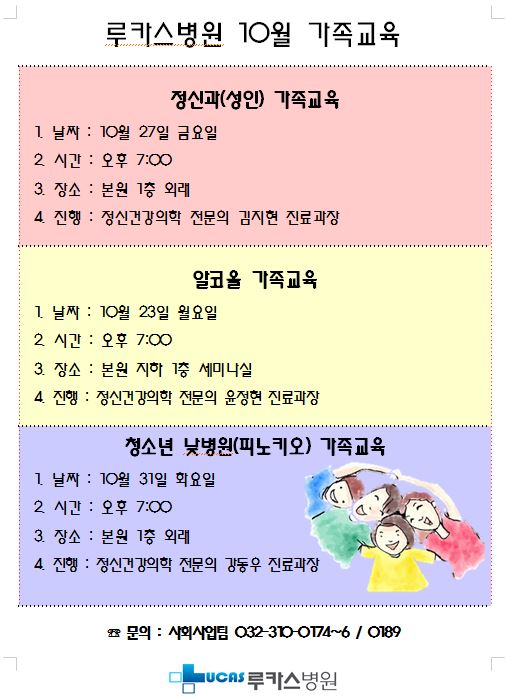 루카스병원 10월 가족교육
정신과(성인) 가족교육
1. 날짜 : 10월 27일 금요일
2. 시간 : 오후 7:00
3. 장소 : 본원 1층 외래
4. 진행 : 정신건강의학 전문의 김지현 진료과장
알코올 가족교육
1. 날짜 : 10월 23일 월요일
2. 시간 : 오후 7:00
3. 장소 : 본원 지하 1층 세미나실
4. 진행 : 정신건강의학 전문의 윤정현 진료과장
청소년 낮병원(피노키오) 가족교육
1. 날짜 : 10월 31일 화요일
2. 시간 : 오후 7:00
3. 장소 : 본원 1층 외래
4. 진행 : 정신건강의학 전문의 강동우 진료과장
☎ 문의 : 사회사업팀 032-310-0174~6 / 0189
LUCAS 루카스병원